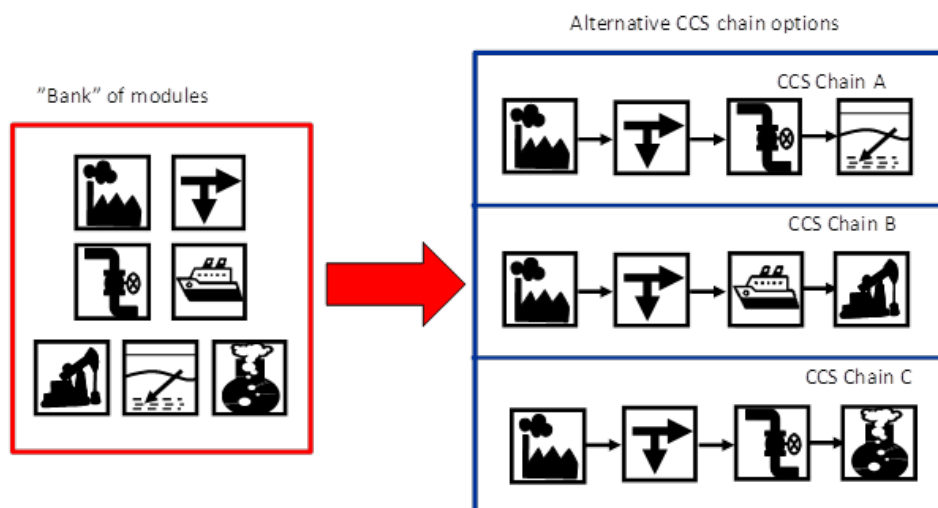 Alternative CCS chain options
"Bank" of modules
CCS Chain A
CCS Chain B
CCS Chain C